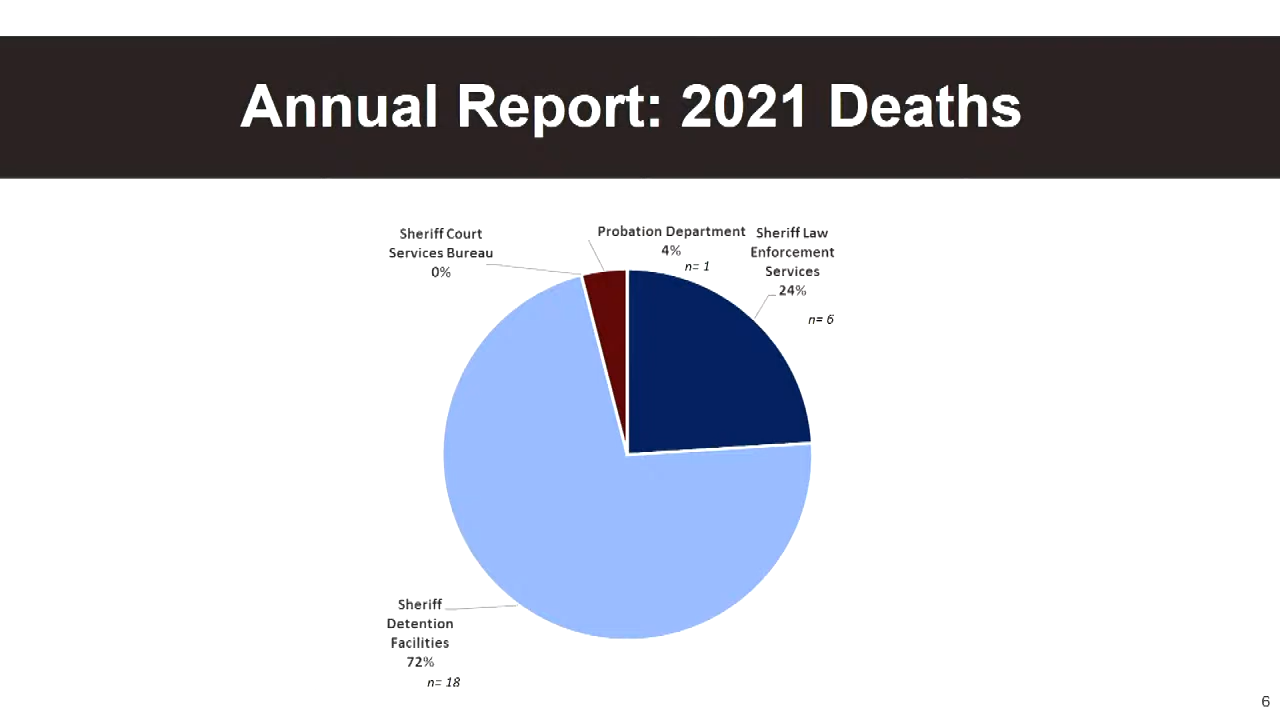 Annual Report: 2021 Deaths
Sheriff Court
Services Bureau
0%
Probation Department
4%
n= 1
Sheriff Law
Enforcement
Services
24%
n= 6
Sheriff
Detention
Facilities
72%
n= 18
6